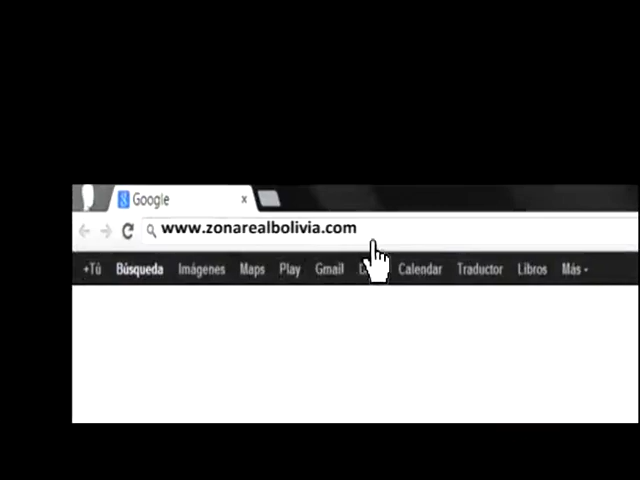 Google x
www.zonarealbolivia.com
+Tú Búsqueda Imágenes Maps Play Gmail Calendar Traductor Libros Más